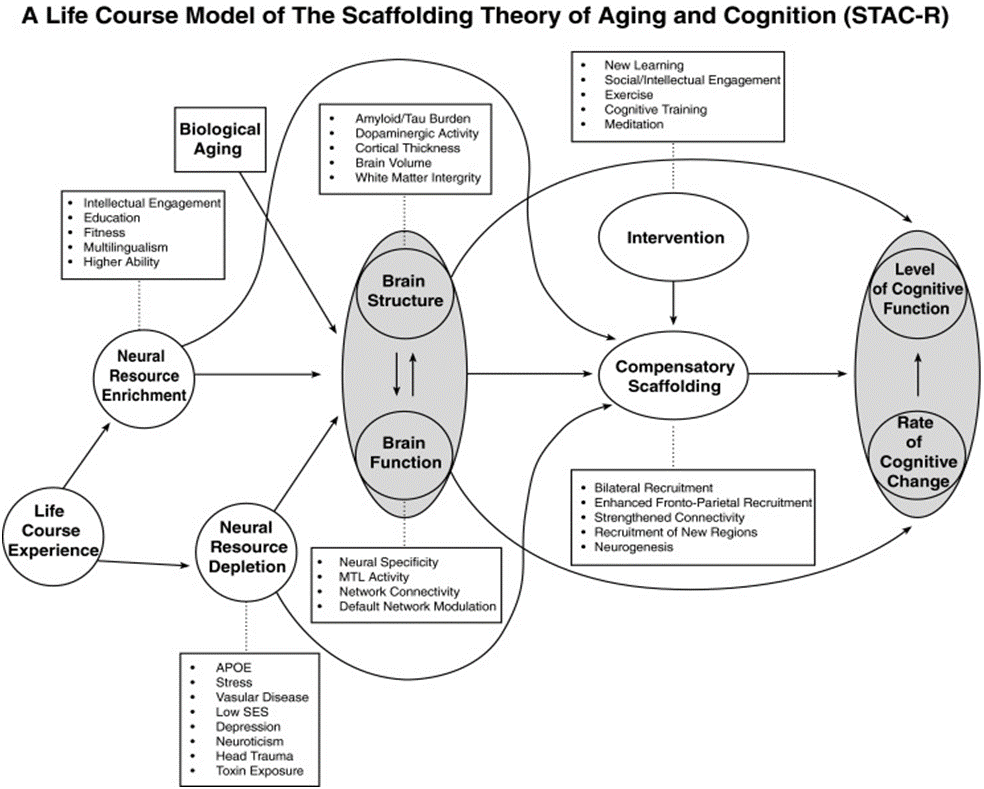 A Life Course Model of The Scaffolding Theory of Aging and Cognition (STAC-R)
• New Learning
• Social/Intellectual Engagement
• Exercise
• Cognitive Training
• Meditation
Biological
Aging
• Amyloid/Tau Burden
• Dopaminergic Activity
• Cortical Thickness
• Brain Volume
• White Matter Intergrity
• Intellectual Engagement
• Education
• Fitness
• Multilingualism
• Higher Ability
Intervention
Brain
Structure
Level
of Cognitive
Function
Neural
Resource
Enrichment
Compensatory
Scaffolding
Brain
Function
Rate
of
Cognitive
Change
Life
Course
Experience
Neural
Resource
Depletion
• Bilateral Recruitment
• Enhanced Fronto-Parietal Recruitment
• Strengthened Connectivity
• Recruitment of New Regions
• Neurogenesis
• Neural Specificity
• MTL Activity
• Network Connectivity
• Default Network Modulation
• APOE
• Stress
• Vasular Disease
• Low SES
• Depression
• Neuroticism
• Head Trauma
• Toxin Exposure